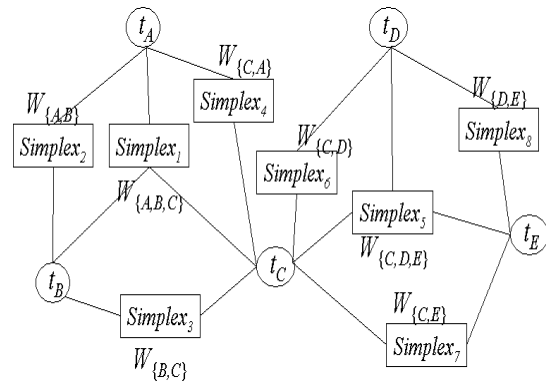 t_A
t_D
W_{C,A}
Simplex_4
W_{D,E}
Simplex_8
W_{A,B}
Simplex_2
Simplex_1
W_{C,D}
Simplex_6
W_{A,B,C}
Simplex_5
t_E
W_{C,D,E}
t_B
t_C
Simplex_3
W_{C,E}
Simplex_7
W_{B,C}